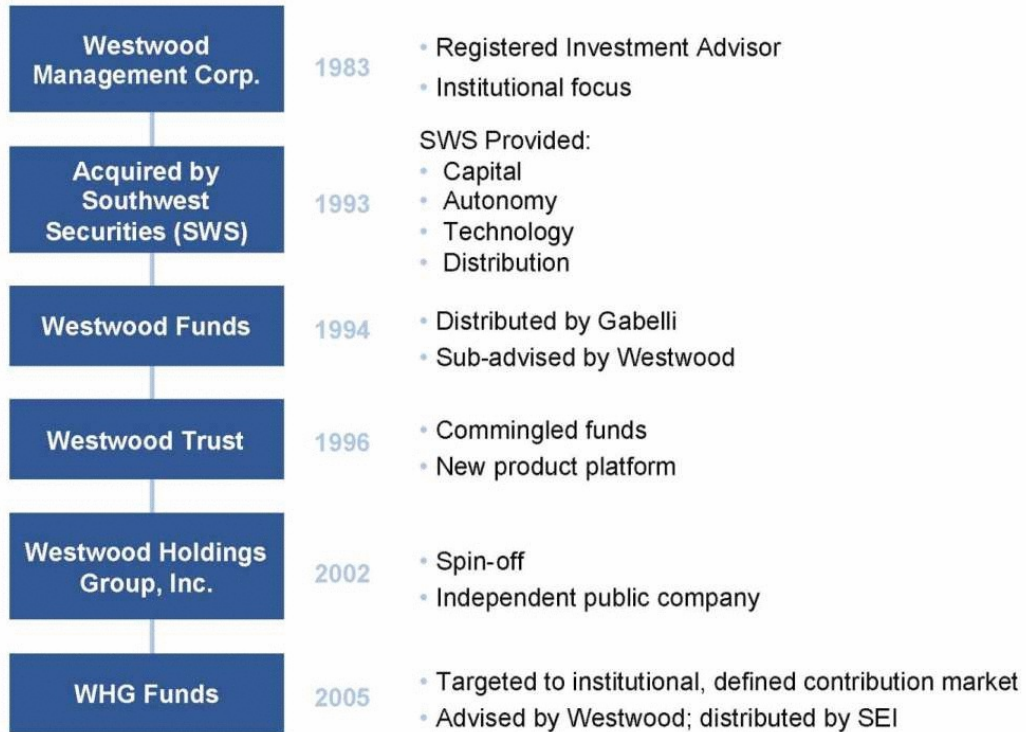 Westwood
Management Corp.
1983
• Registered Investment Advisor
• Institutional focus
Acquired by
Southwest
Securities (SWS)
1993
SWS Provided:
• Capital
• Autonomy
• Technology
• Distribution
Westwood Funds
1994
• Distributed by Gabelli
• Sub-advised by Westwood
Westwood Trust
1996
• Commingled funds
• New product platform
Westwood Holdings
Group, Inc.
2002
• Spin-off
• Independent public company
WHG Funds
2005
• Targeted to institutional, defined contribution market
• Advised by Westwood; distributed by SEI